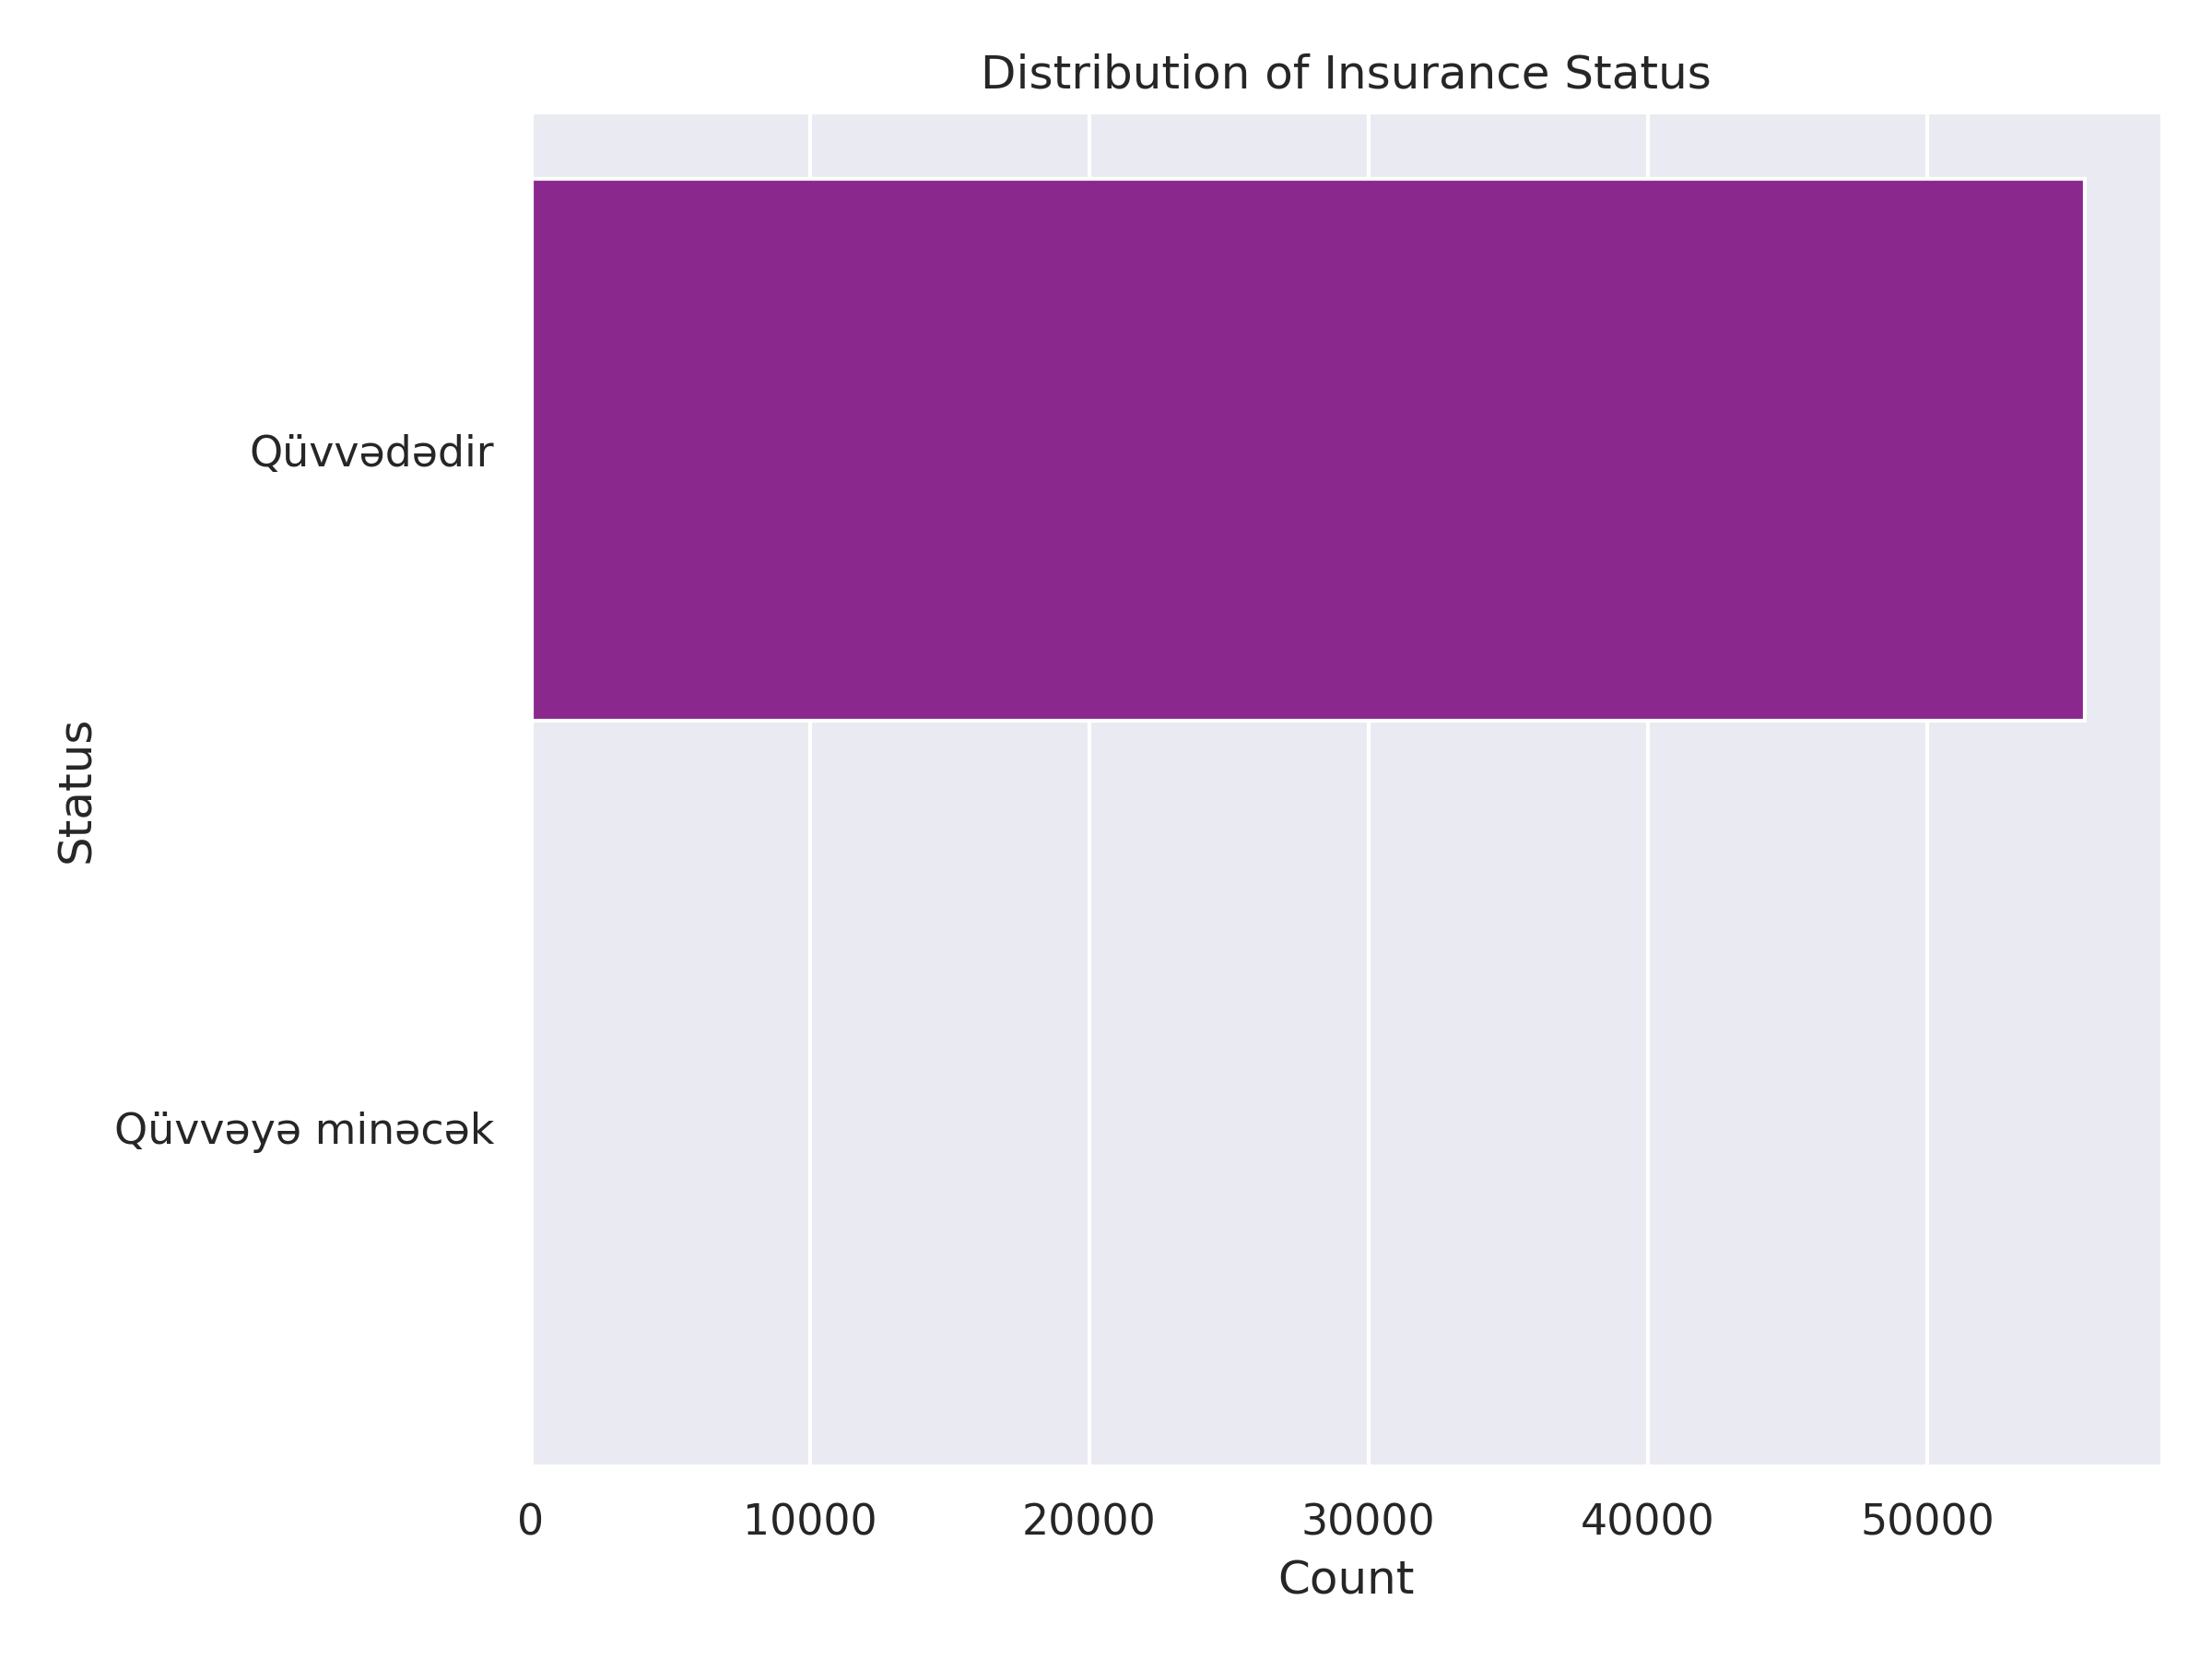 Distribution of Insurance Status
Qüvvədədir
Status
Qüvvəyə minəcək
0 10000 20000 30000 40000 50000
Count